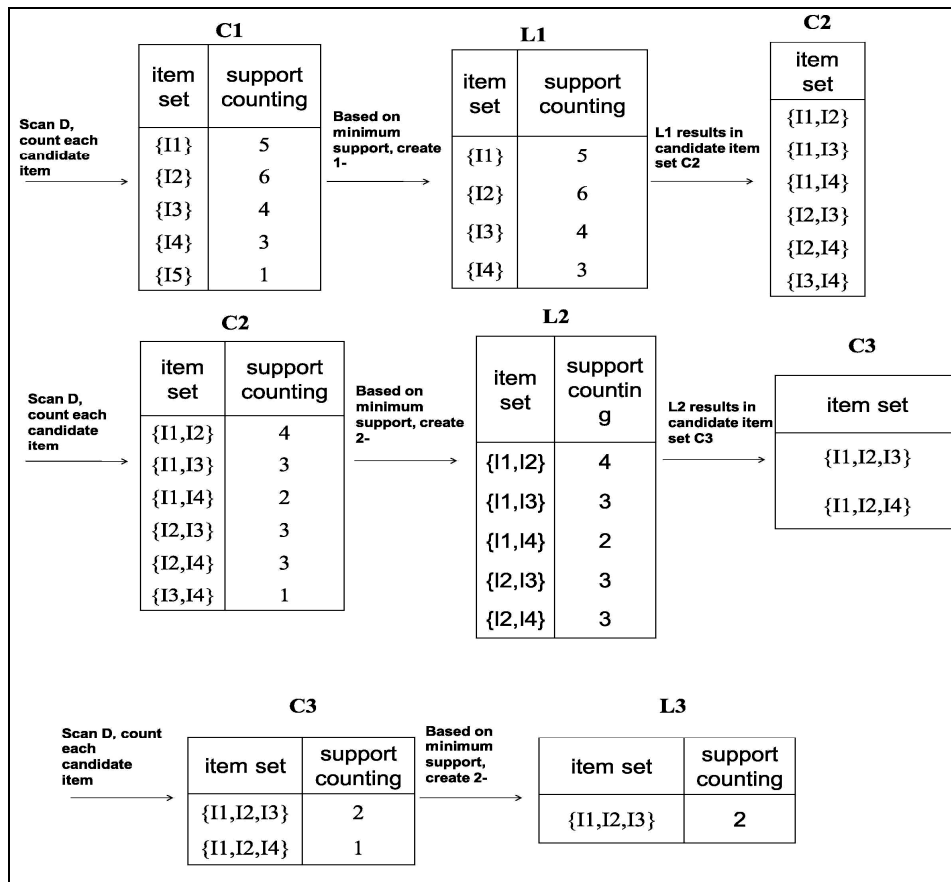 C1
item set
support counting
{I1} 5
{I2} 6
{I3} 4
{I4} 3
{I5} 1
Scan D,
count each
candidate
item
Based on
minimum
support, create
1-
L1
item set
support counting
{I1} 5
{I2} 6
{I3} 4
{I4} 3
L1 results in
candidate item
set C2
C2
item set
{I1,I2}
{I1,I3}
{I1,I4}
{I2,I3}
{I2,I4}
{I3,I4}
Scan D,
count each
candidate
item
C2
item set
support counting
{I1,I2} 4
{I1,I3} 3
{I1,I4} 2
{I2,I3} 3
{I2,I4} 3
{I3,I4} 1
Based on
minimum
support, create
2-
L2
item set
support
countin
g
{I1,I2} 4
{I1,I3} 3
{I1,I4} 2
{I2,I3} 3
{I2,I4} 3
L2 results in
candidate item
set C3
C3
item set
{I1,I2,I3}
{I1,I2,I4}
Scan D, count
each
candidate
item
C3
item set
support counting
{I1,I2,I3} 2
{I1,I2,I4} 1
Based on
minimum
support,
create 2-
L3
item set
support counting
{I1,I2,I3} 2